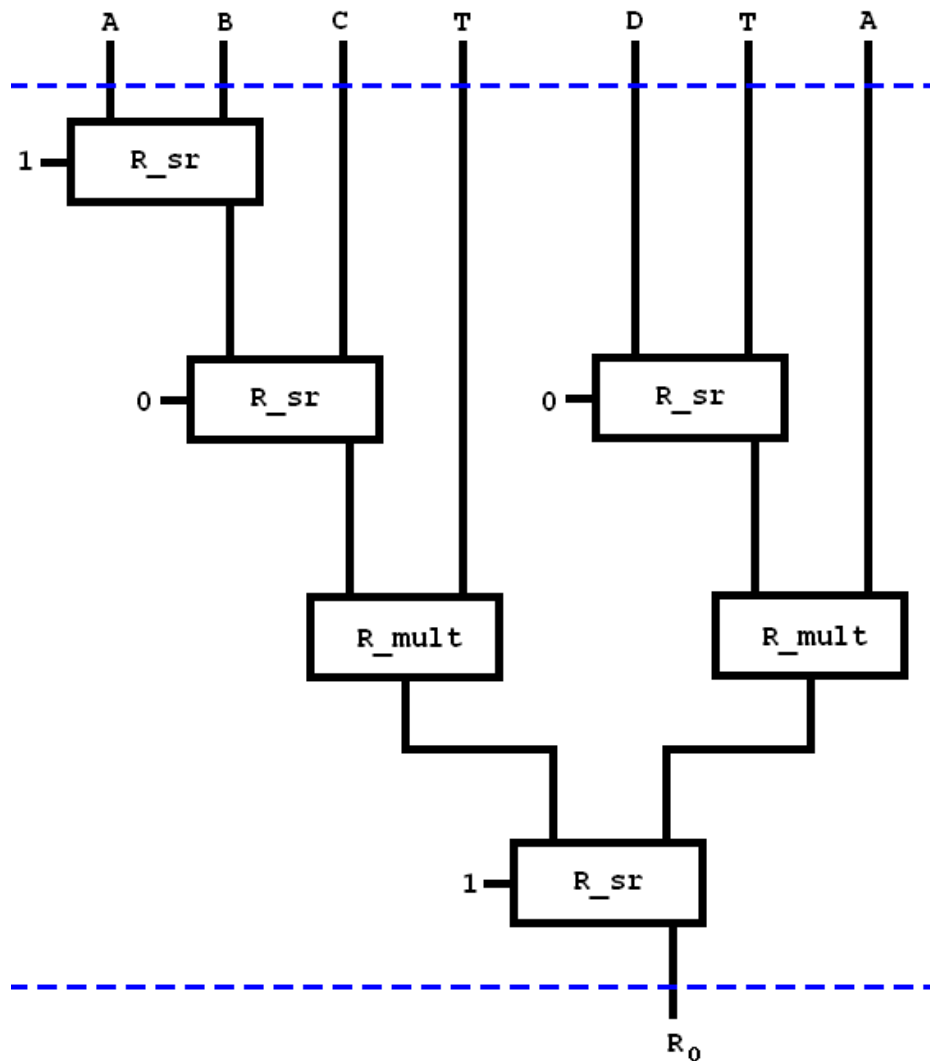 A B C T D T A
1 R_sr
0 R_sr 0 R_sr
R_mult R_mult
1 R_sr
R₀